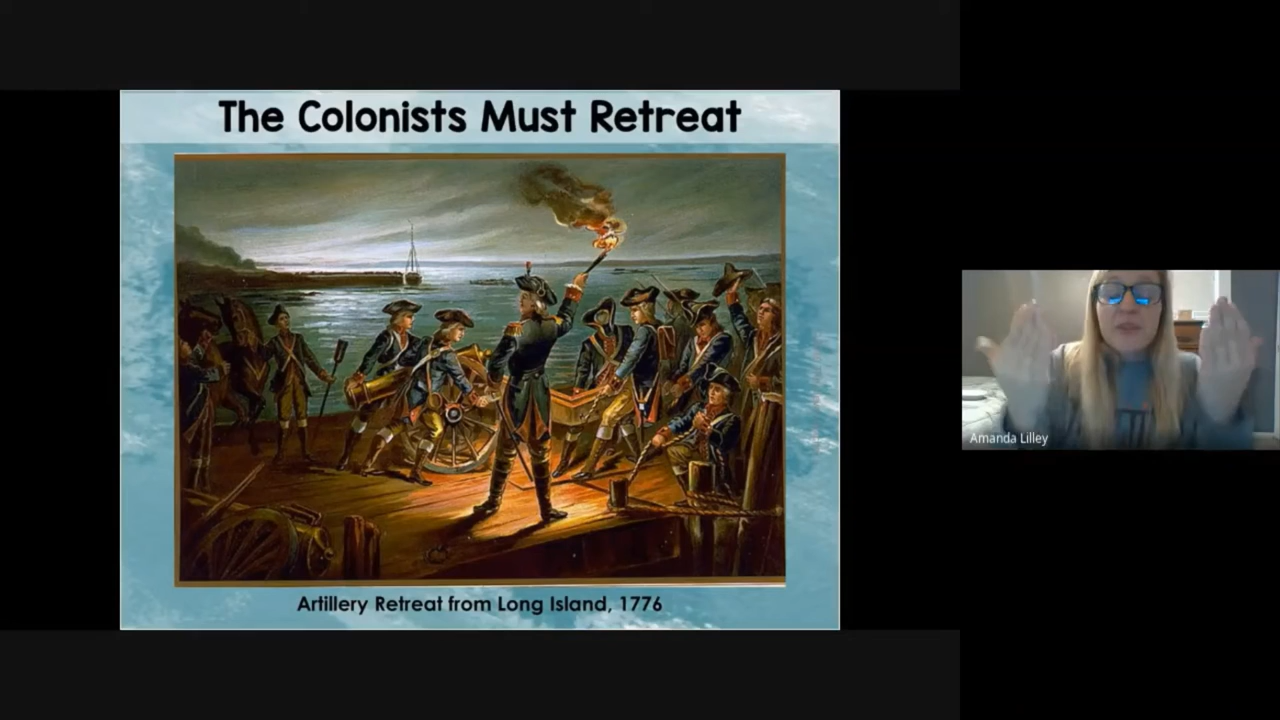 The Colonists Must Retreat
Artillery Retreat from Long Island, 1776
Amanda Lilley